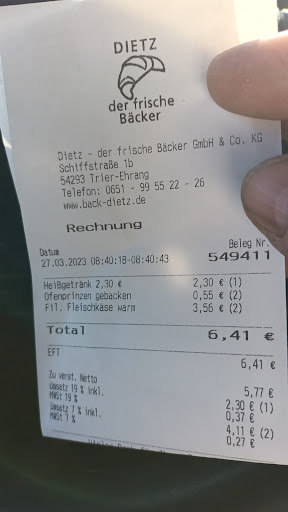 DIETZ
der frische
Bäcker
Dietz - der frische Bäcker GmbH & Co. KG
Schiffstraße 1b
54293 Trier-Ehrang
Telefon: 0651 - 99 55 22 - 26
www.back-dietz.de
Rechnung
Datum Beleg Nr.
27.03.2023 08:40:18-08:40:43 549411
Heißgetränk 2,30 € 2,30 € (1)
Ofenprinzen gebacken 0,55 € (2)
Fil. Fleischkäse warm 3,56 € (2)
Total 6,41 €
EFT 6,41 €
Zu verst. Netto 5,77 €
Umsatz 19 % inkl. 2,30 € (1)
MWSt 19 % 0,37 €
Umsatz 7 % inkl. 4,11 € (2)
MWSt 7 % 0,27 €